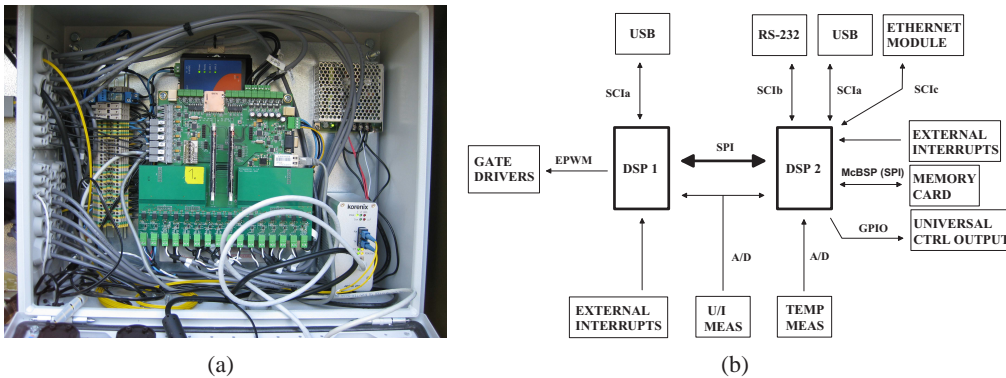 korenix
1.
(a)
USB
RS-232
USB
ETHERNET
MODULE
SCIa
SCIb
SCIa
SCIc
DSP 1
SPI
DSP 2
EXTERNAL
INTERRUPTS
GATE
DRIVERS
EPWM
McBSP (SPI)
MEMORY
CARD
GPIO
UNIVERSAL
CTRL OUTPUT
A/D
A/D
EXTERNAL
INTERRUPTS
U/I
MEAS
TEMP
MEAS
(b)